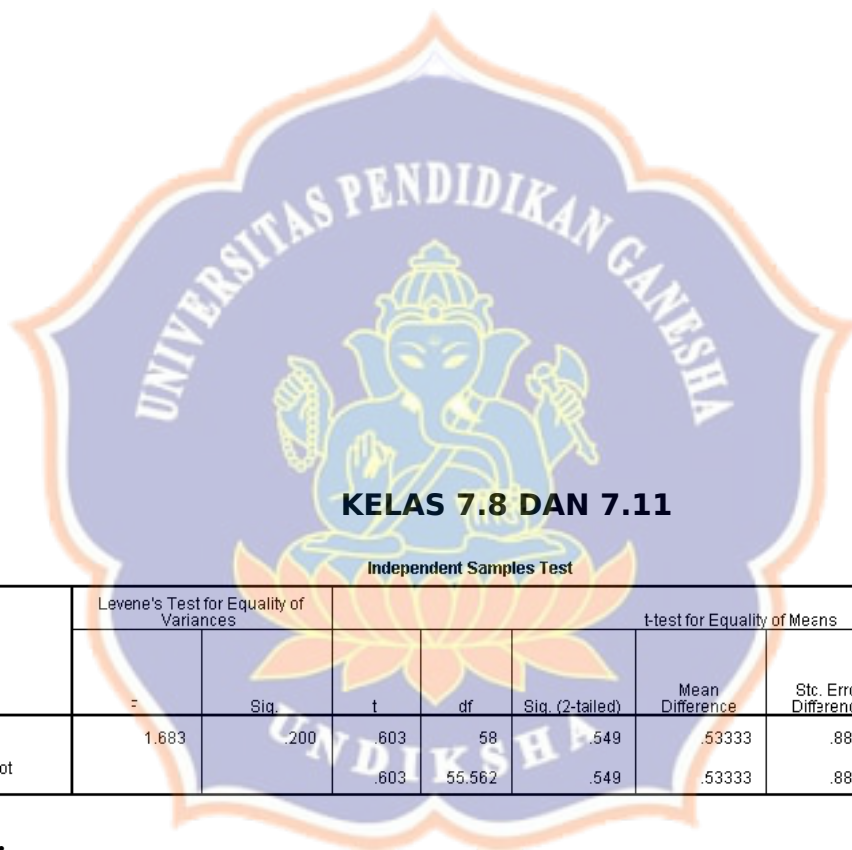 UNIVERSITAS PENDIDIKAN GANESHA
KELAS 7.8 DAN 7.11
Independent Samples Test
Levene's Test for Equality of Variances
t-test for Equality of Means
Sig. t df Sig. (2-tailed) Mean Difference
1.683 .200 .603 58 .549 .53333 .88
.603 55.562 .549 .53333 .88
UNDIKSHA